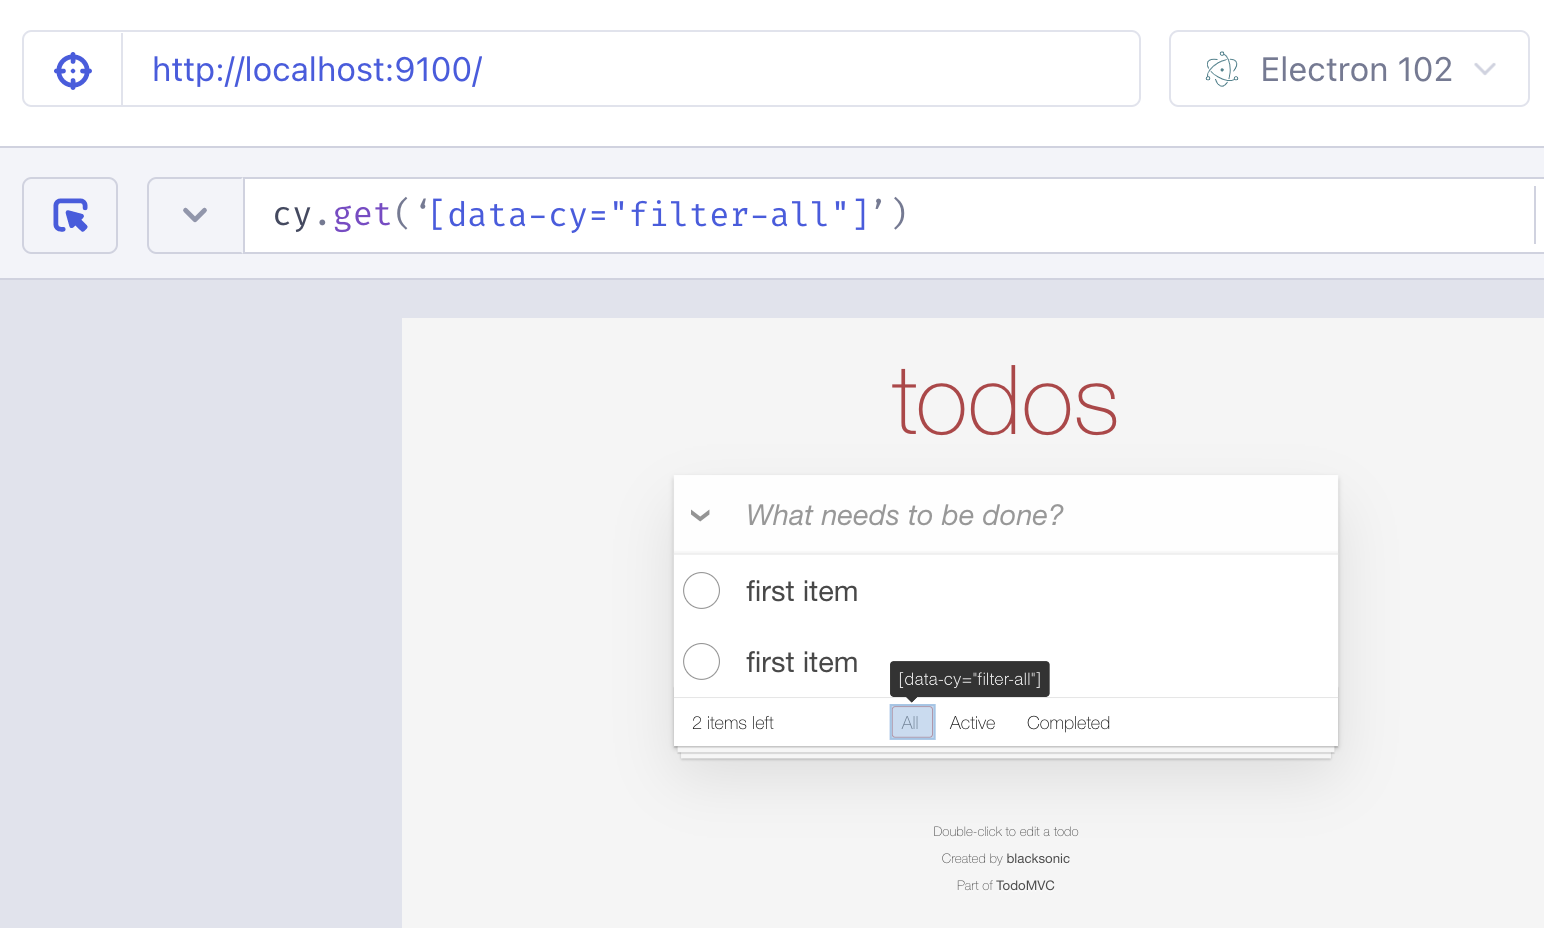 http://localhost:9100/
Electron 102
cy.get(‘[data-cy="filter-all"]’)
todos
What needs to be done?
first item
first item
[data-cy="filter-all"]
2 items left All Active Completed
Double-click to edit a todo
Created by blacksonic
Part of TodoMVC